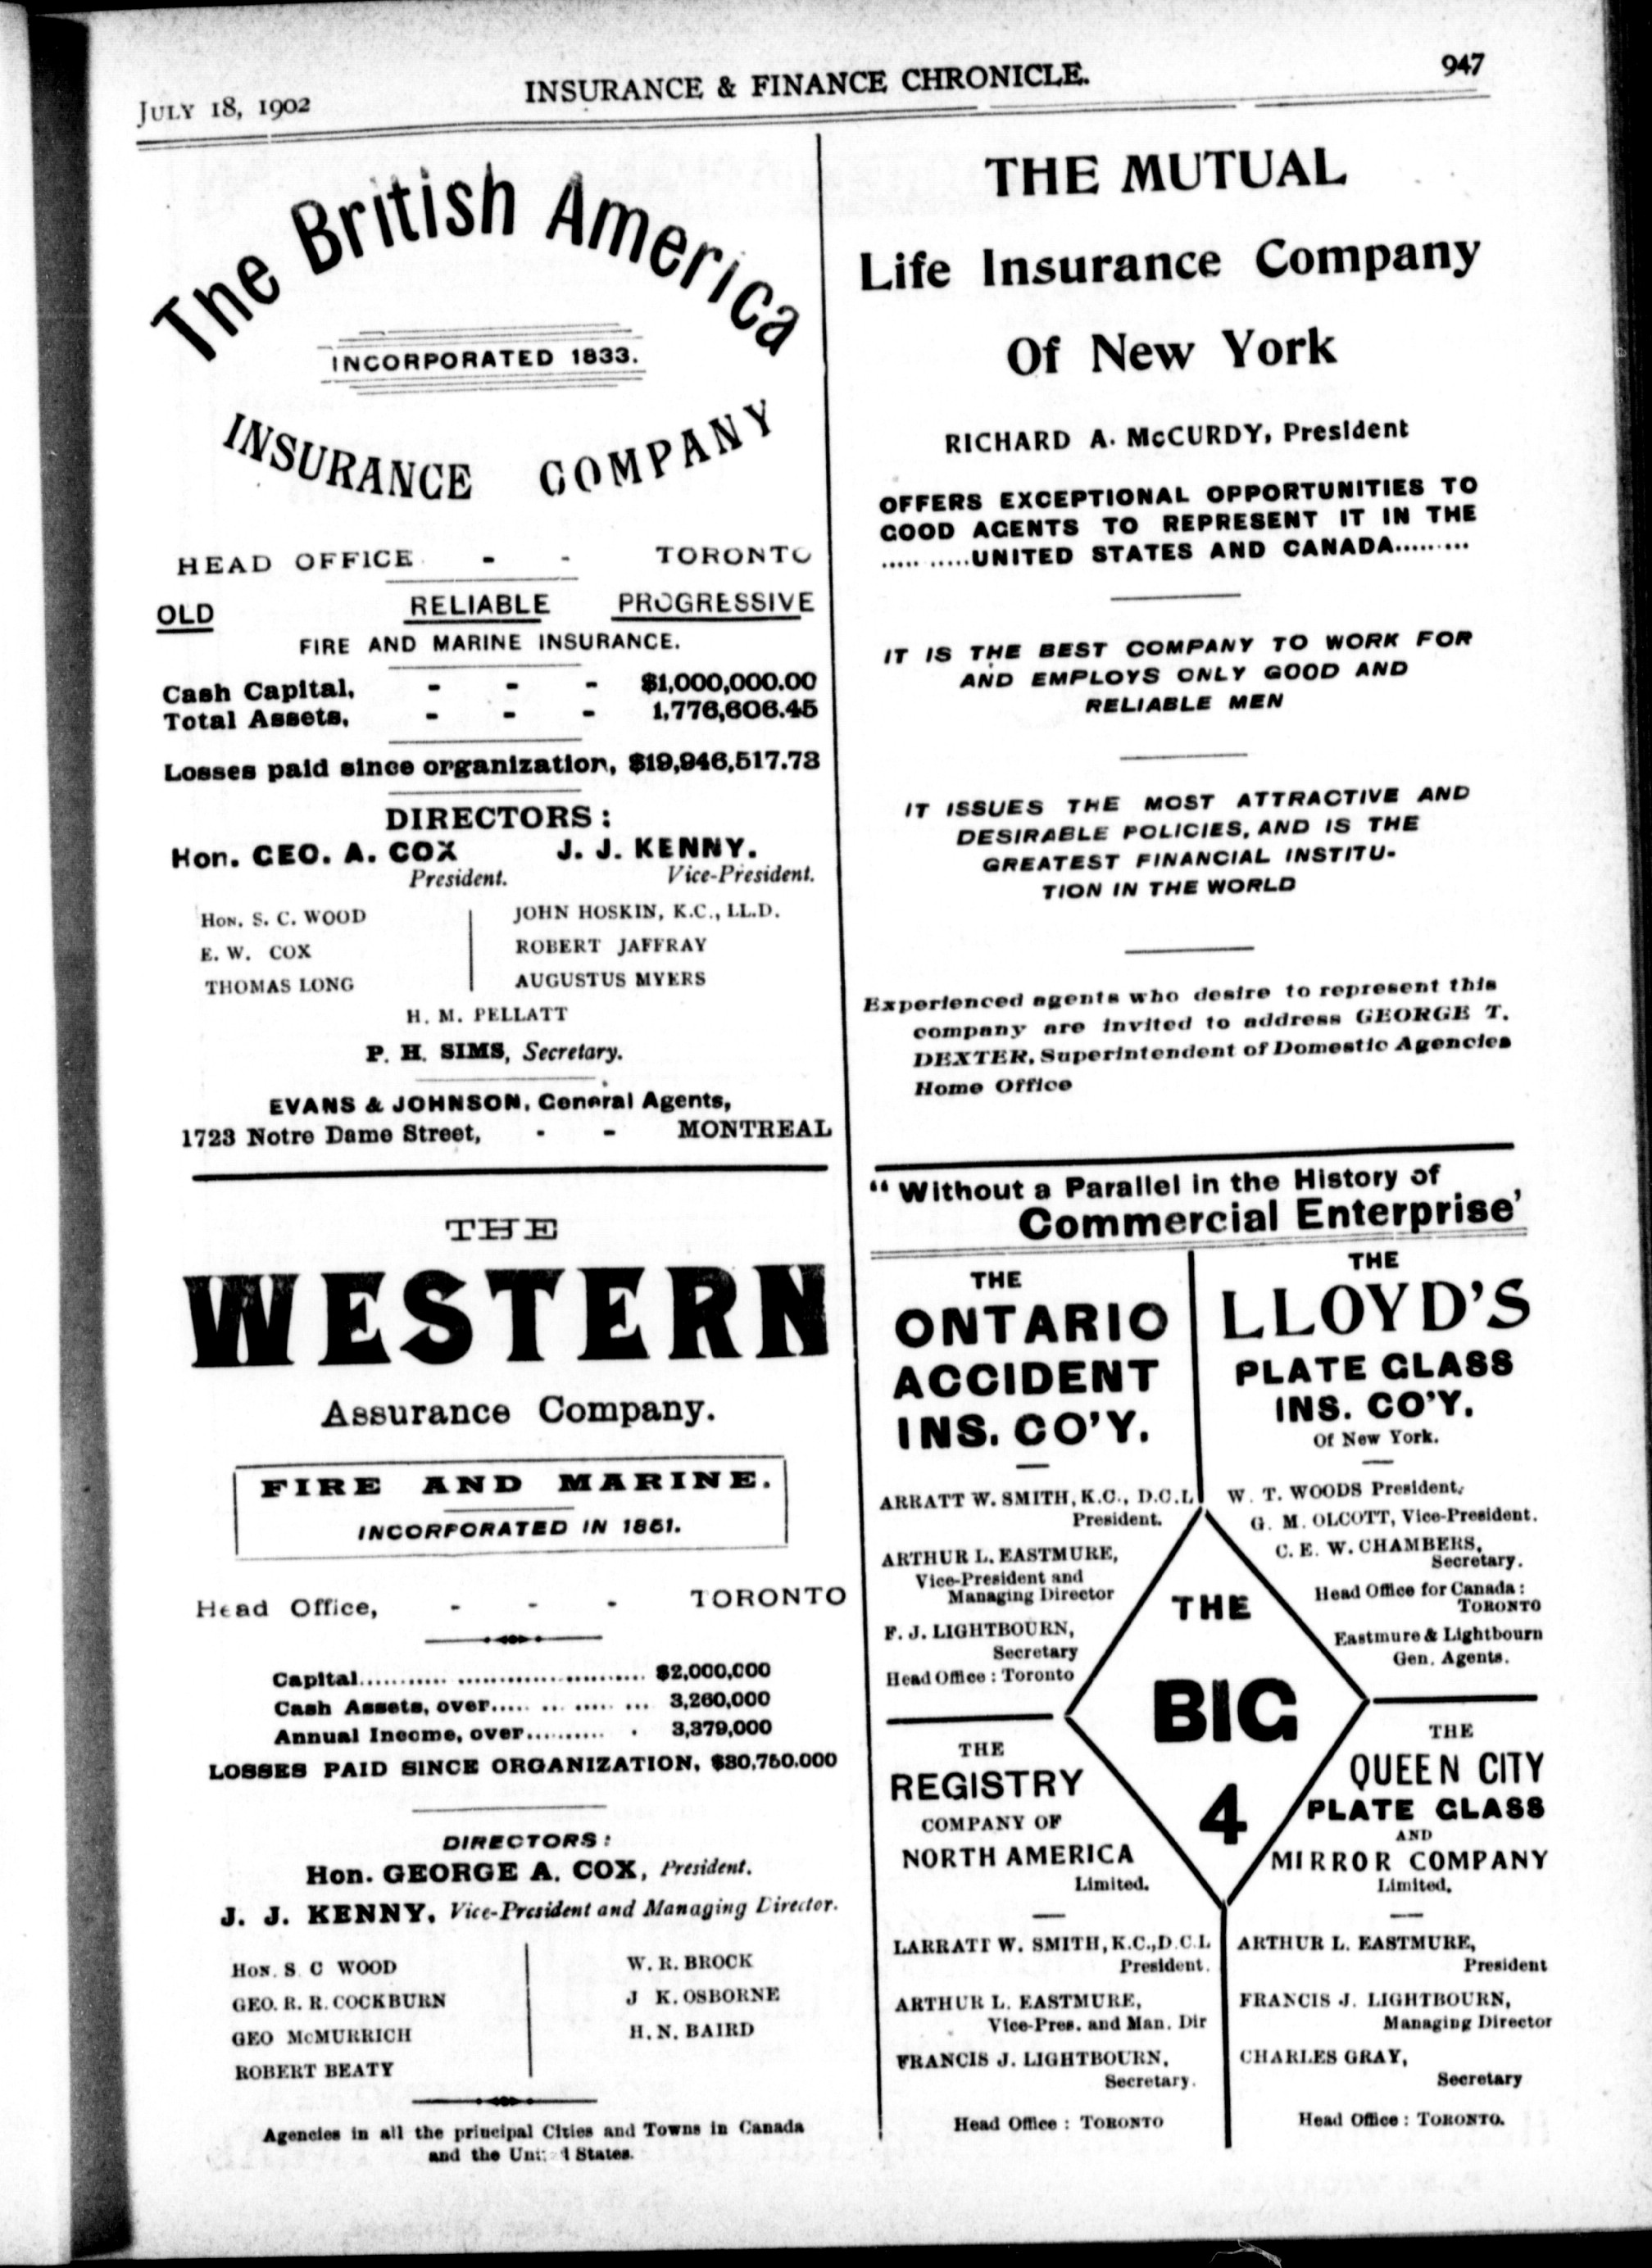 JULY 18, 1902
INSURANCE & FINANCE CHRONICLE.
947
The British America
INCORPORATED 1833.
INSURANCE COMPANY
HEAD OFFICE - - TORONTO
OLD RELIABLE PROGRESSIVE
FIRE AND MARINE INSURANCE.
Cash Capital, - - - $1,000,000.00
Total Assets, - - - 1,776,606.45
Losses paid since organization, $19,946,517.73
DIRECTORS:
Hon. GEO. A. COX J. J. KENNY.
President. Vice-President.
HON. S. C. WOOD JOHN HOSKIN, K.C., LL.D.
E. W. COX ROBERT JAFFRAY
THOMAS LONG AUGUSTUS MYERS
H. M. PELLATT
P. H. SIMS, Secretary.
EVANS & JOHNSON, General Agents,
1723 Notre Dame Street, - - MONTREAL
THE
WESTERN
Assurance Company.
FIRE AND MARINE.
INCORPORATED IN 1851.
Head Office, - - - TORONTO
Capital.................................. $2,000,000
Cash Assets, over..... ... ..... ... 3,260,000
Annual Income, over.......... . 3,379,000
LOSSES PAID SINCE ORGANIZATION, $30,750.000
DIRECTORS:
Hon. GEORGE A. COX, President.
J. J. KENNY, Vice-President and Managing Director.
HON. S C WOOD W. R. BROCK
GEO. R. R. COCKBURN J K. OSBORNE
GEO McMURRICH H. N. BAIRD
ROBERT BEATY
Agencies in all the principal Cities and Towns in Canada
and the United States.
THE MUTUAL
Life Insurance Company
Of New York
RICHARD A. McCURDY, President
OFFERS EXCEPTIONAL OPPORTUNITIES TO
GOOD AGENTS TO REPRESENT IT IN THE
..........UNITED STATES AND CANADA.........
IT IS THE BEST COMPANY TO WORK FOR
AND EMPLOYS ONLY GOOD AND
RELIABLE MEN
IT ISSUES THE MOST ATTRACTIVE AND
DESIRABLE POLICIES, AND IS THE
GREATEST FINANCIAL INSTITU-
TION IN THE WORLD
Experienced agents who desire to represent this
company are invited to address GEORGE T.
DEXTER, Superintendent of Domestic Agencies
Home Office
"Without a Parallel in the History of
Commercial Enterprise'
THE
ONTARIO
ACCIDENT
INS. CO'Y.
ARRATT W. SMITH, K.C., D.C.L
President.
ARTHUR L. EASTMURE,
Vice-President and
Managing Director
F. J. LIGHTBOURN,
Secretary
Head Office : Toronto
THE
LLOYD'S
PLATE GLASS
INS. CO'Y.
Of New York.
W. T. WOODS President.
G. M. OLCOTT, Vice-President.
C. E. W. CHAMBERS,
Secretary.
Head Office for Canada :
TORONTO
Eastmure & Lightbourn
Gen. Agents.
THE
BIG
4
THE
REGISTRY
COMPANY OF
NORTH AMERICA
Limited.
LARRATT W. SMITH, K.C., D.C.L
President.
ARTHUR L. EASTMURE,
Vice-Pres. and Man. Dir
FRANCIS J. LIGHTBOURN,
Secretary.
Head Office : TORONTO
THE
QUEEN CITY
PLATE GLASS
AND
MIRROR COMPANY
Limited,
ARTHUR L. EASTMURE,
President
FRANCIS J. LIGHTBOURN,
Managing Director
CHARLES GRAY,
Secretary
Head Office : TORONTO.